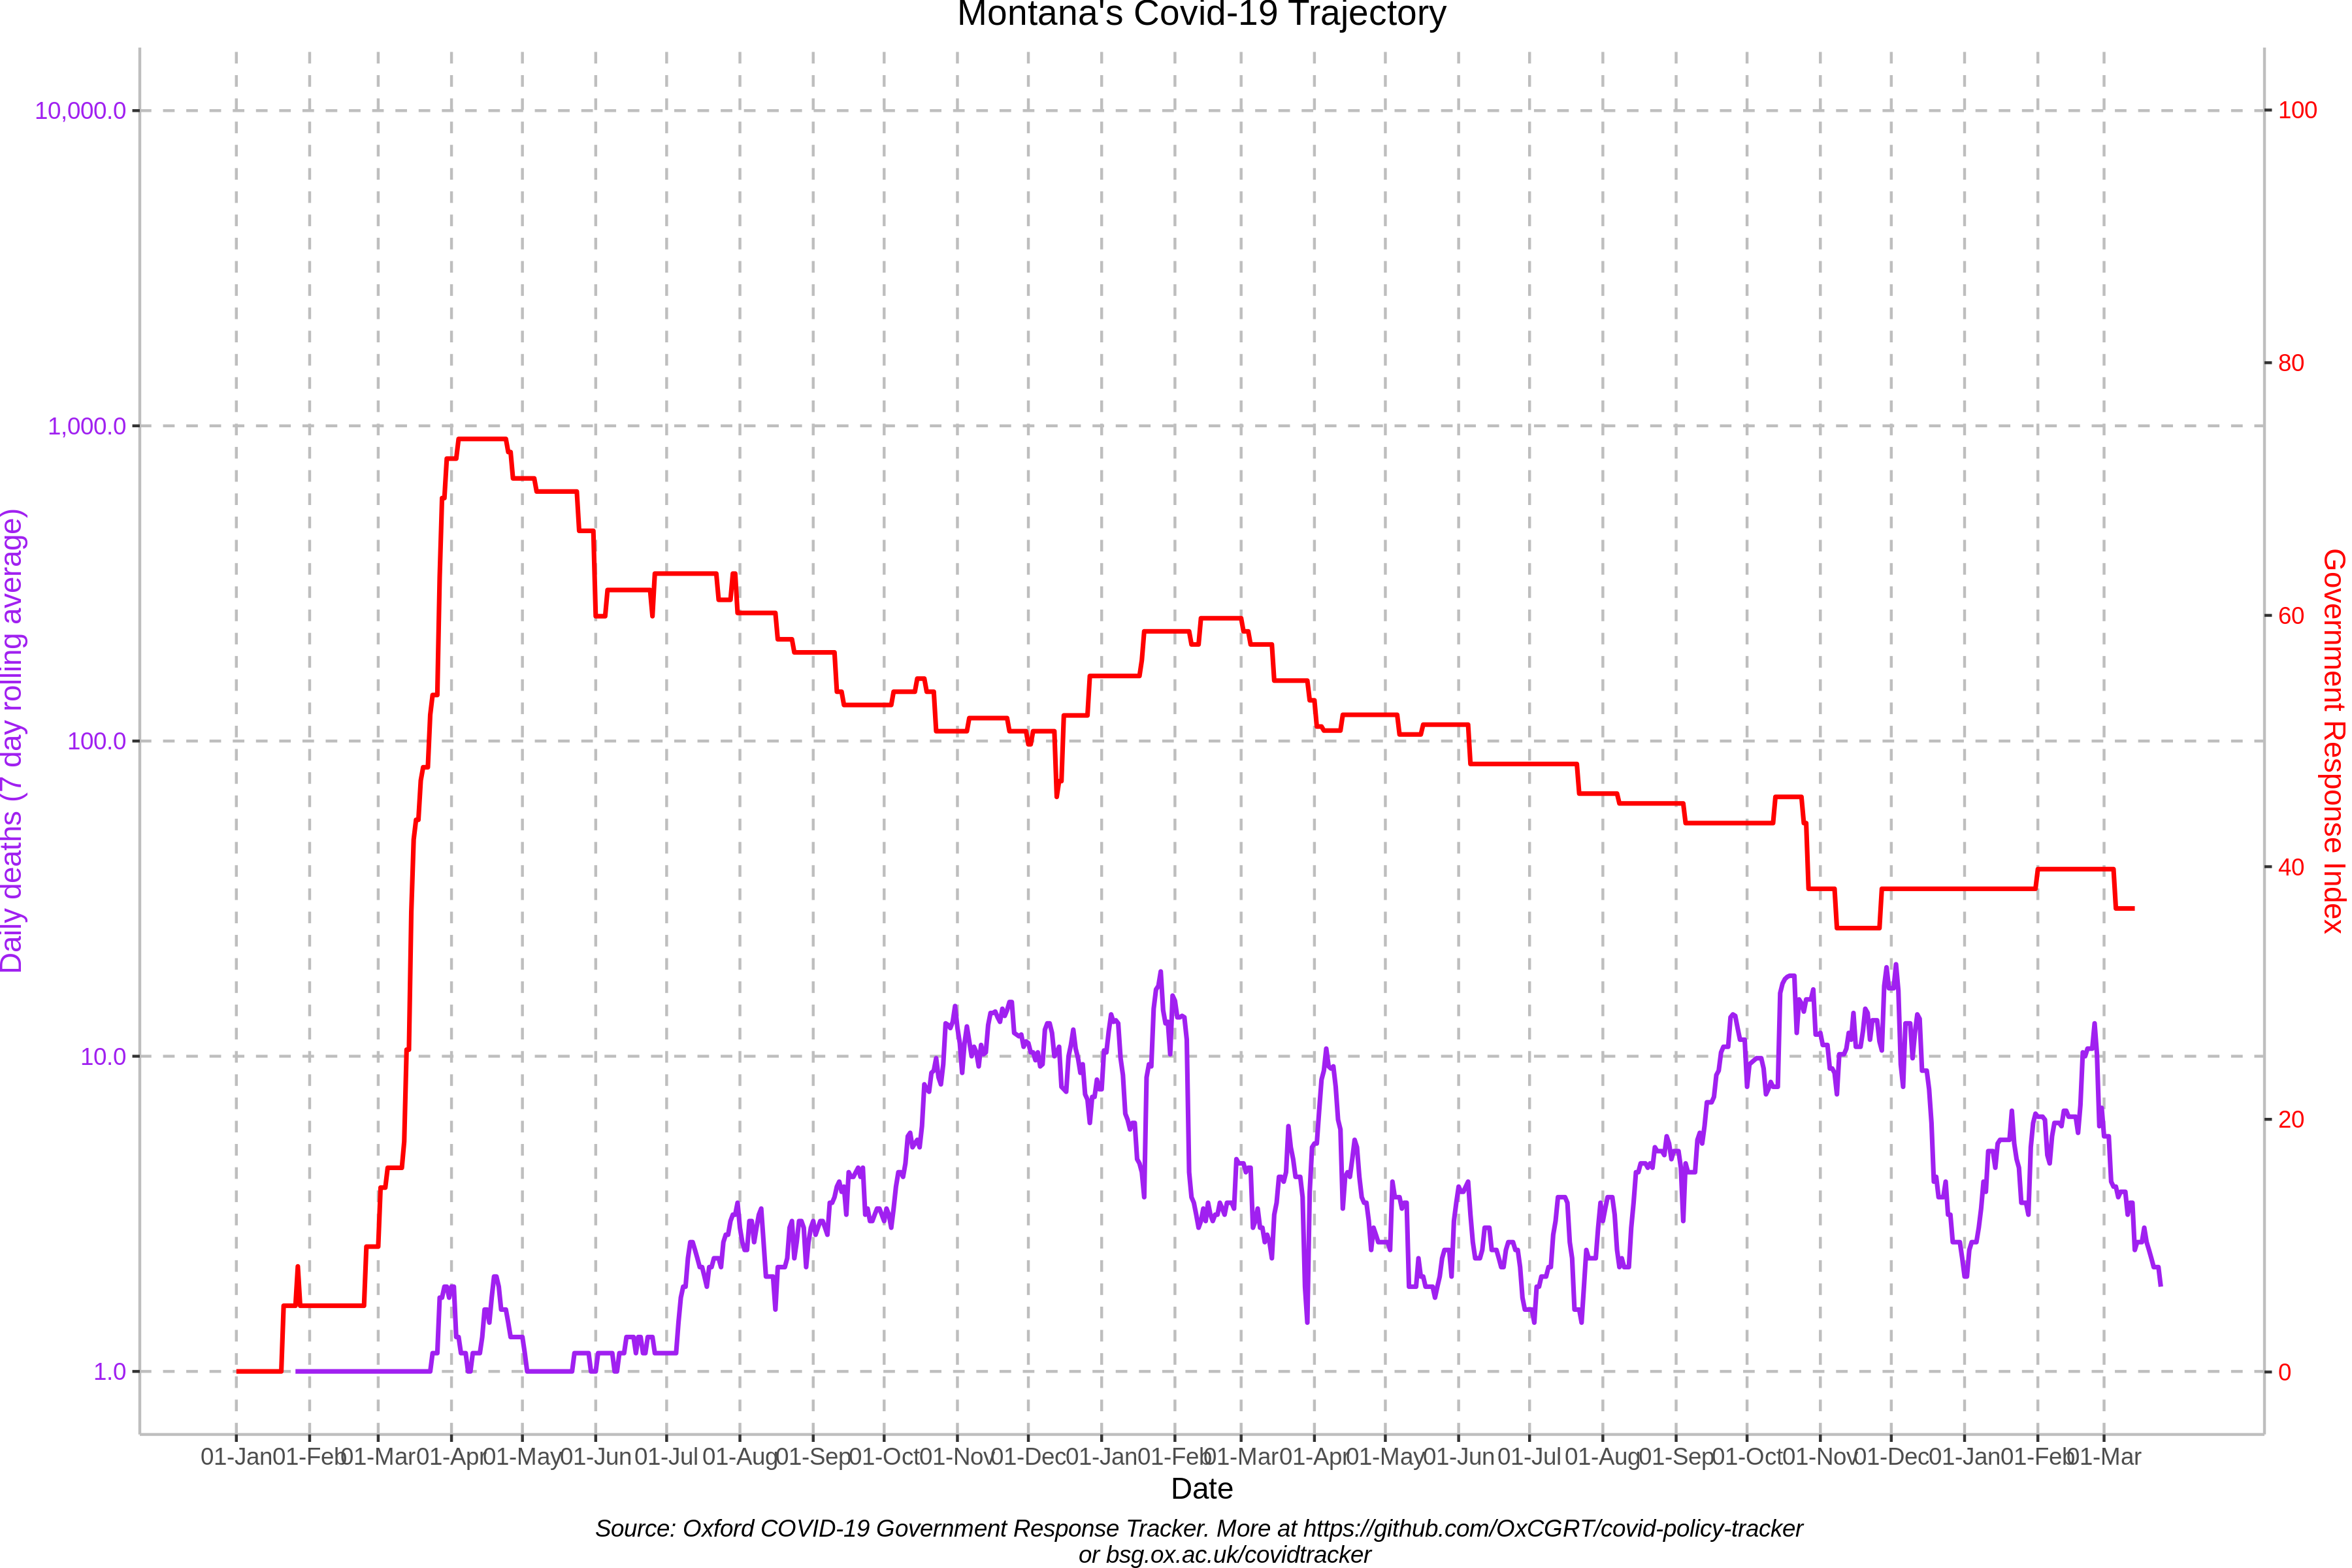 Montana's Covid-19 Trajectory
10,000.0
1,000.0
100.0
10.0
1.0
Daily deaths (7 day rolling average)
100
80
60
40
20
0
Government Response Index
01-Jan 01-Feb 01-Mar 01-Apr 01-May 01-Jun 01-Jul 01-Aug 01-Sep 01-Oct 01-Nov 01-Dec 01-Jan 01-Feb 01-Mar 01-Apr 01-May 01-Jun 01-Jul 01-Aug 01-Sep 01-Oct 01-Nov 01-Dec 01-Jan 01-Feb 01-Mar
Date
Source: Oxford COVID-19 Government Response Tracker. More at https://github.com/OxCGRT/covid-policy-tracker
or bsg.ox.ac.uk/covidtracker